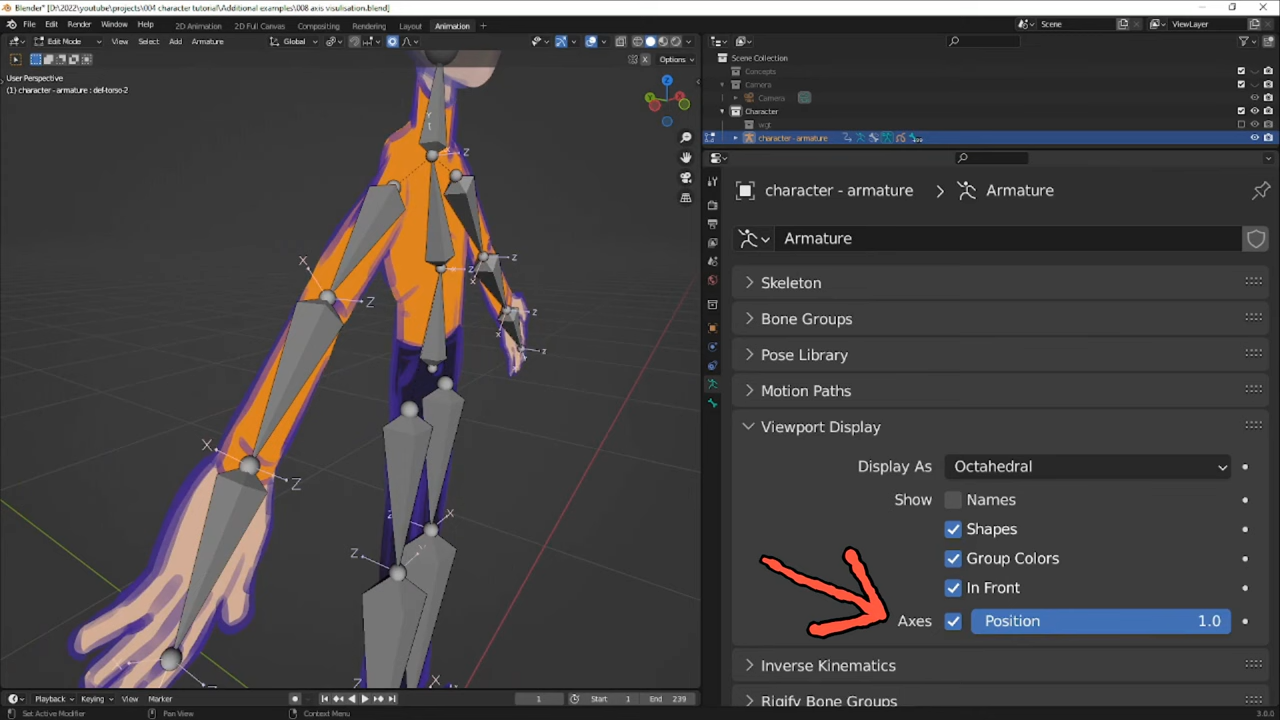 Blender* [D:\2022\youtube\projects\004 character tutorial\Additional examples\008 axis visulisation.blend]
File Edit Render Window Help 2D Animation 2D Full Canvas Compositing Rendering Layout Animation Scene ViewLayer
Edit Mode View Select Add Armature Global
Options
User Perspective
(1) character - armature : def-torso-2
Scene Collection
Concepts
Camera
Camera
Character
wgt
character - armature
character - armature > Armature
Armature
Skeleton
Bone Groups
Pose Library
Motion Paths
Viewport Display
Display As Octahedral
Show Names
Shapes
Group Colors
In Front
Axes Position 1.0
Inverse Kinematics
Rigify Bone Groups
Z
Y
Y
Z
Z
Z
X
X
Z
Z
X
Z
X
Z
Z
X
Z
Z
X
Playback Keying View Marker 1 Start 1 End 239
Set Active Modifier Pan View Context Menu 3.0.0